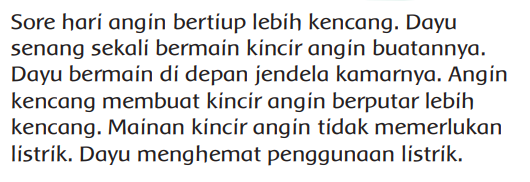 Sore hari angin bertiup lebih kencang. Dayu
senang sekali bermain kincir angin buatannya.
Dayu bermain di depan jendela kamarnya. Angin
kencang membuat kincir angin berputar lebih
kencang. Mainan kincir angin tidak memerlukan
listrik. Dayu menghemat penggunaan listrik.